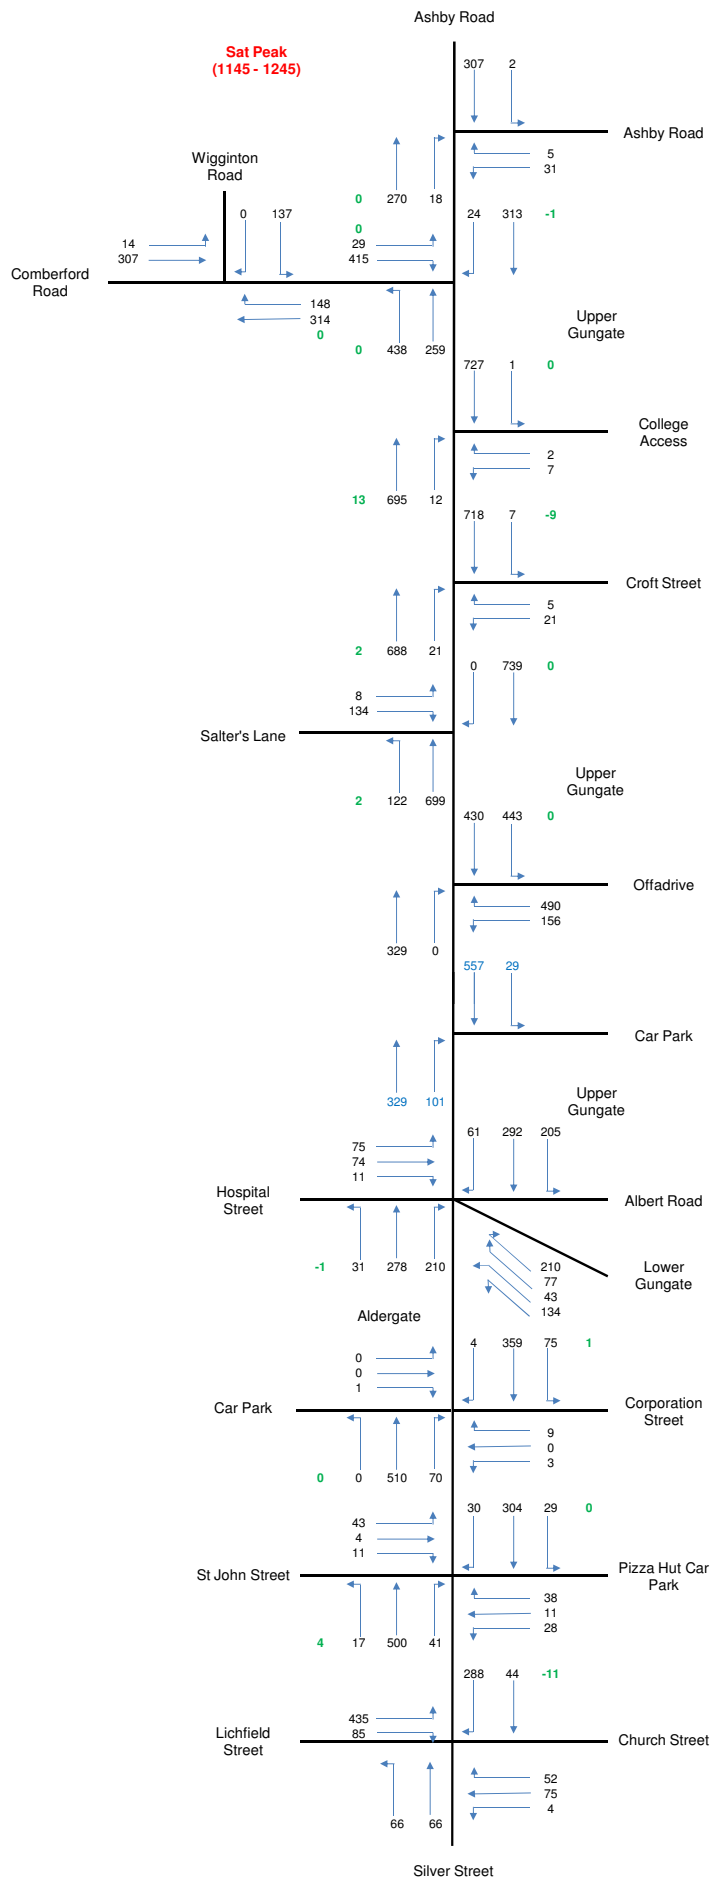 Ashby Road
Sat Peak
(1145 - 1245)
307 2
Ashby Road
5
31
Wigginton
Road
0 270 18
0 137
24 313 -1
0
14
29
307
415
Comberford
Road
148
314
0
Upper
Gungate
0 438 259
727 1 0
College
Access
2
7
13 695 12
718 7 -9
Croft Street
5
21
2 688 21
0 739 0
8
134
Salter's Lane
Upper
Gungate
2 122 699
430 443 0
Offadrive
490
156
329 0
557 29
Car Park
Upper
Gungate
329 101
61 292 205
75
74
11
Hospital
Street
Albert Road
Lower
Gungate
-1 31 278 210
210
77
43
134
Aldergate
4 359 75 1
0
0
1
Car Park
Corporation
Street
9
0
3
0 0 510 70
30 304 29 0
43
4
11
St John Street
Pizza Hut Car
Park
38
11
28
4 17 500 41
288 44 -11
435
85
Lichfield
Street
Church Street
52
75
4
66 66
Silver Street